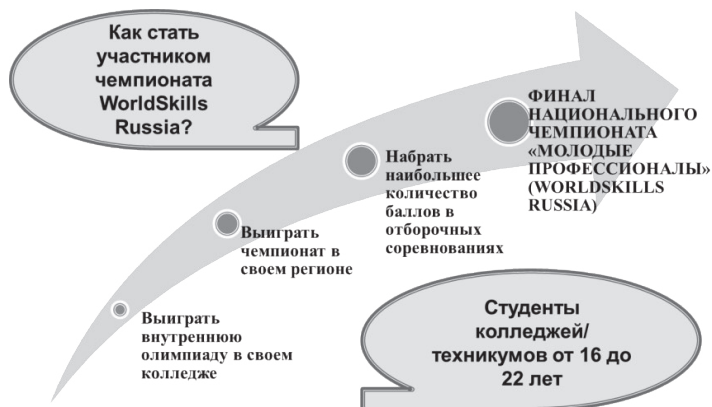 Как стать
участником
чемпионата
WorldSkills
Russia?
ФИНАЛ
НАЦИОНАЛЬНОГО
ЧЕМПИОНАТА
«МОЛОДЫЕ
ПРОФЕССИОНАЛЫ»
(WORLDSKILLS
RUSSIA)
Набрать
наибольшее
количество
баллов в
отборочных
соревнованиях
Выиграть
чемпионат в
своем регионе
Выиграть
внутреннюю
олимпиаду в своем
колледже
Студенты
колледжей/
техникумов от 16 до
22 лет